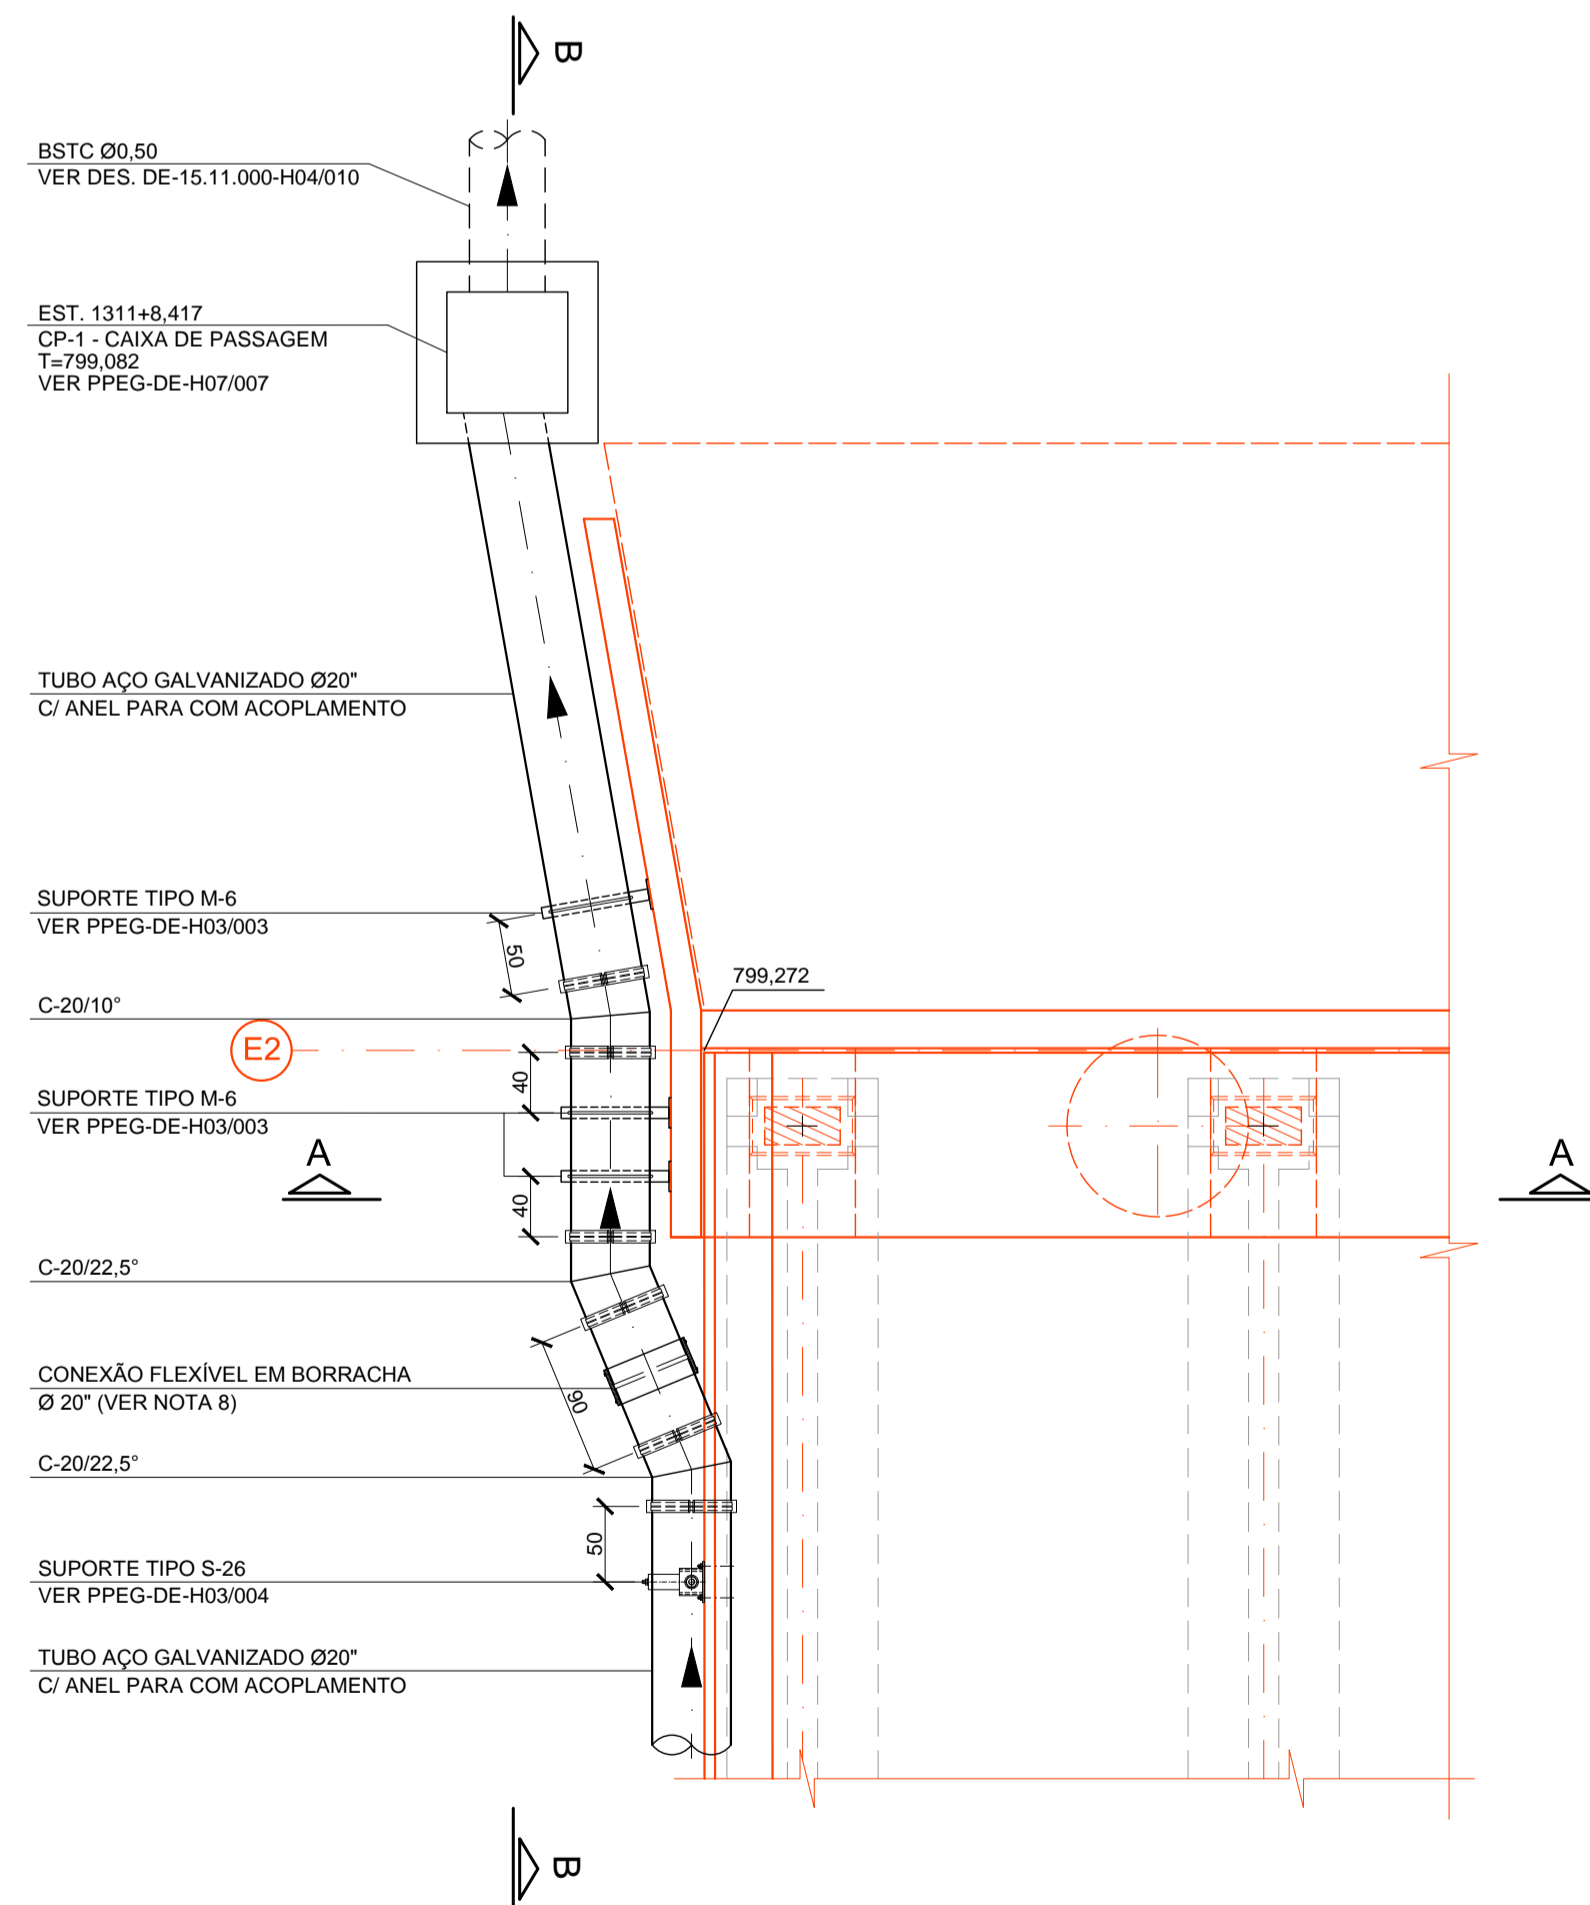 B
BSTC Ø0,50
VER DES. DE-15.11.000-H04/010
EST. 1311+8,417
CP-1 - CAIXA DE PASSAGEM
T=799,082
VER PPEG-DE-H07/007
TUBO AÇO GALVANIZADO Ø20"
C/ ANEL PARA COM ACOPLAMENTO
SUPORTE TIPO M-6
VER PPEG-DE-H03/003
50
799,272
C-20/10°
E2
40
SUPORTE TIPO M-6
VER PPEG-DE-H03/003
A
A
40
C-20/22,5°
CONEXÃO FLEXÍVEL EM BORRACHA
Ø 20" (VER NOTA 8)
90
C-20/22,5°
50
SUPORTE TIPO S-26
VER PPEG-DE-H03/004
TUBO AÇO GALVANIZADO Ø20"
C/ ANEL PARA COM ACOPLAMENTO
B